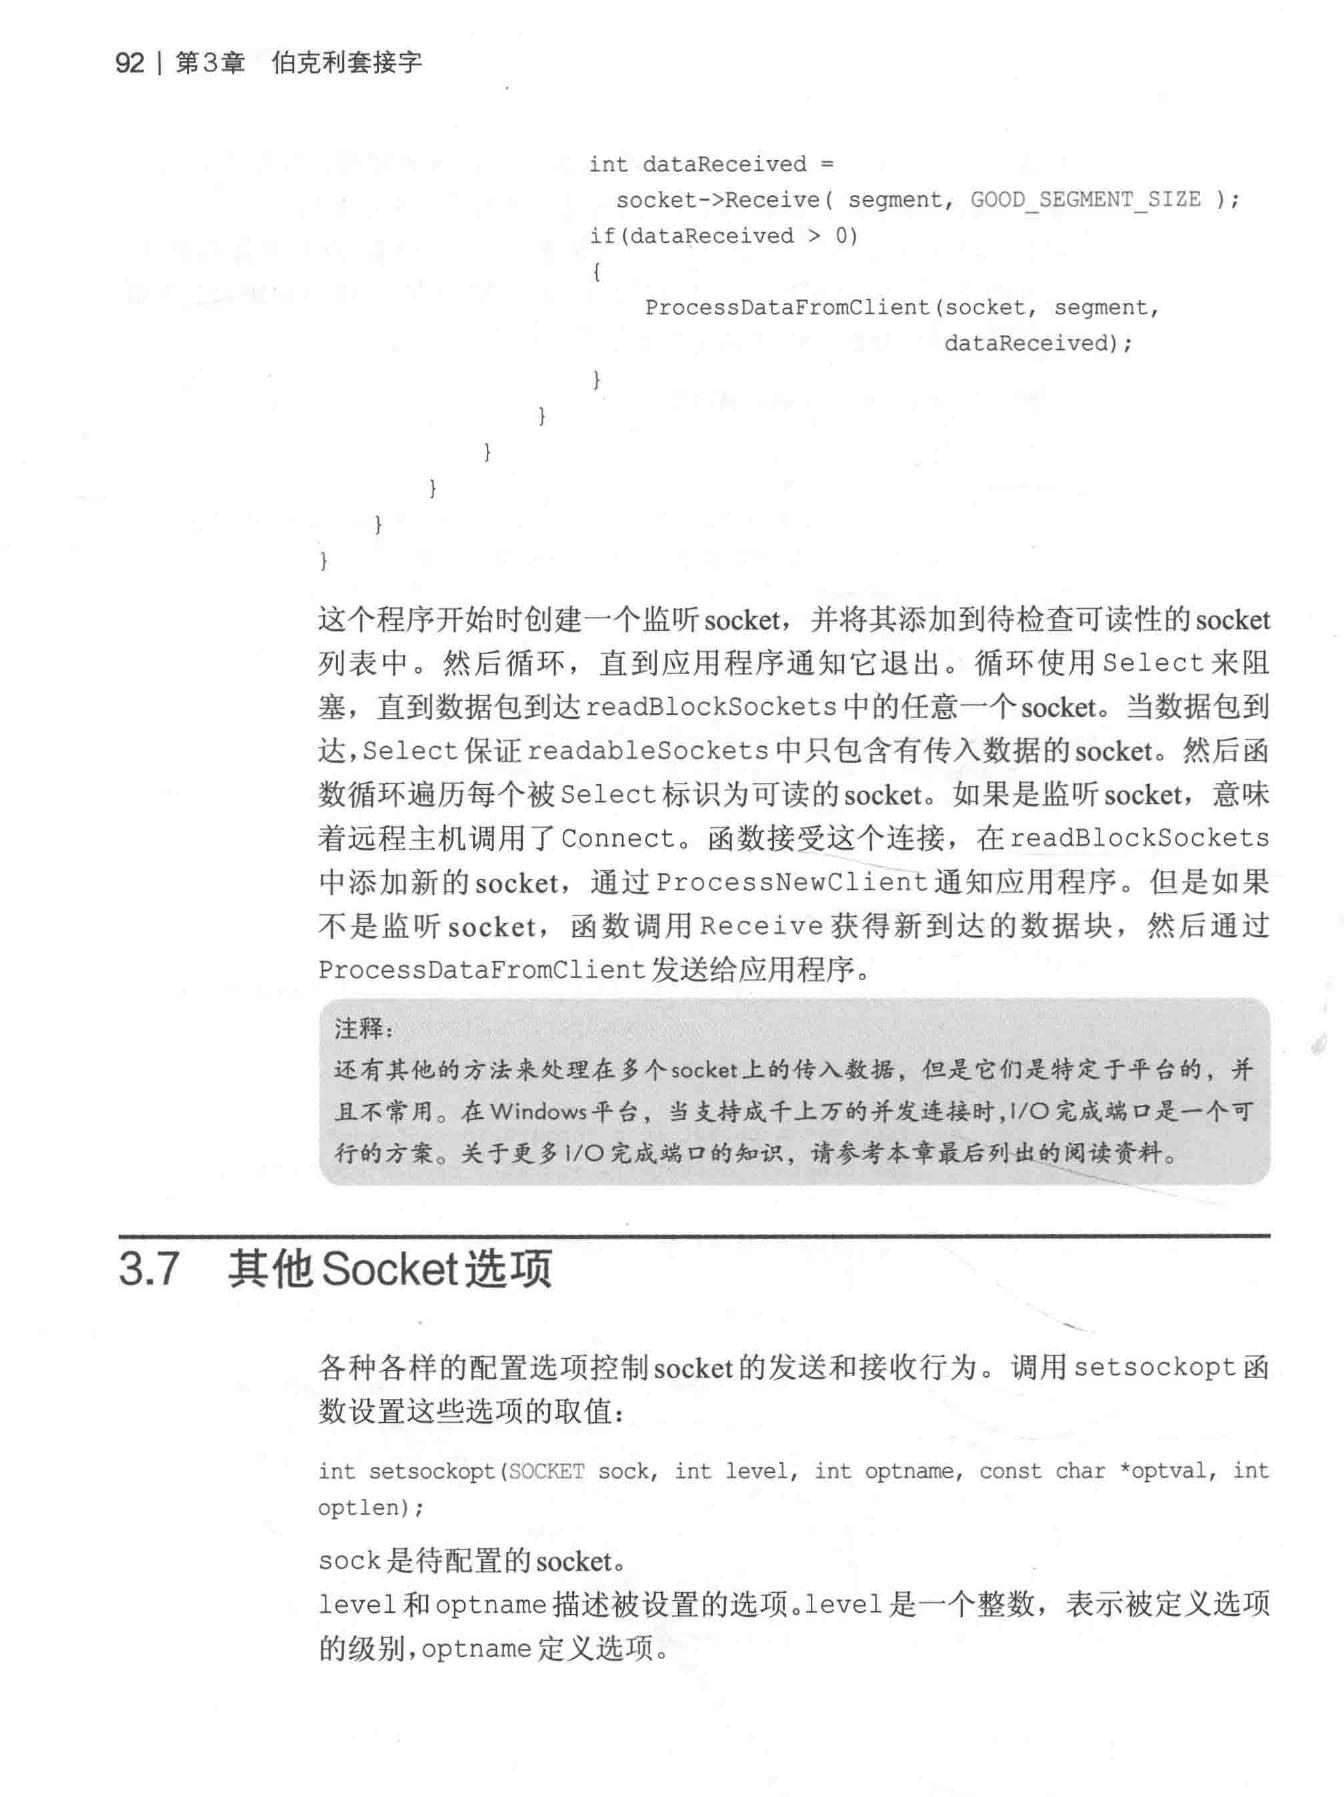 92 | 第3章　伯克利套接字
int dataReceived =
socket->Receive( segment, GOOD_SEGMENT_SIZE );
if(dataReceived > 0)
{
ProcessDataFromClient(socket, segment,
dataReceived);
}
}
}
}
}
}
这个程序开始时创建一个监听socket，并将其添加到待检查可读性的socket
列表中。然后循环，直到应用程序通知它退出。循环使用Select来阻
塞，直到数据包到达readBlockSockets中的任意一个socket。当数据包到
达,Select保证readableSockets中只包含有传入数据的socket。然后函
数循环遍历每个被Select标识为可读的socket。如果是监听socket，意味
着远程主机调用了Connect。函数接受这个连接，在readBlockSockets
中添加新的socket，通过ProcessNewClient通知应用程序。但是如果
不是监听socket，函数调用Receive获得新到达的数据块，然后通过
ProcessDataFromClient发送给应用程序。
注释：
还有其他的方法来处理在多个socket上的传入数据，但是它们是特定于平台的，并
且不常用。在Windows平台，当支持成千上万的并发连接时,I/O完成端口是一个可
行的方案。关于更多I/O完成端口的知识，请参考本章最后列出的阅读资料。
3.7　其他Socket选项
各种各样的配置选项控制socket的发送和接收行为。调用setsockopt函
数设置这些选项的取值：
int setsockopt(SOCKET sock, int level, int optname, const char *optval, int
optlen);
sock是待配置的socket。
level和optname描述被设置的选项。level是一个整数，表示被定义选项
的级别,optname定义选项。